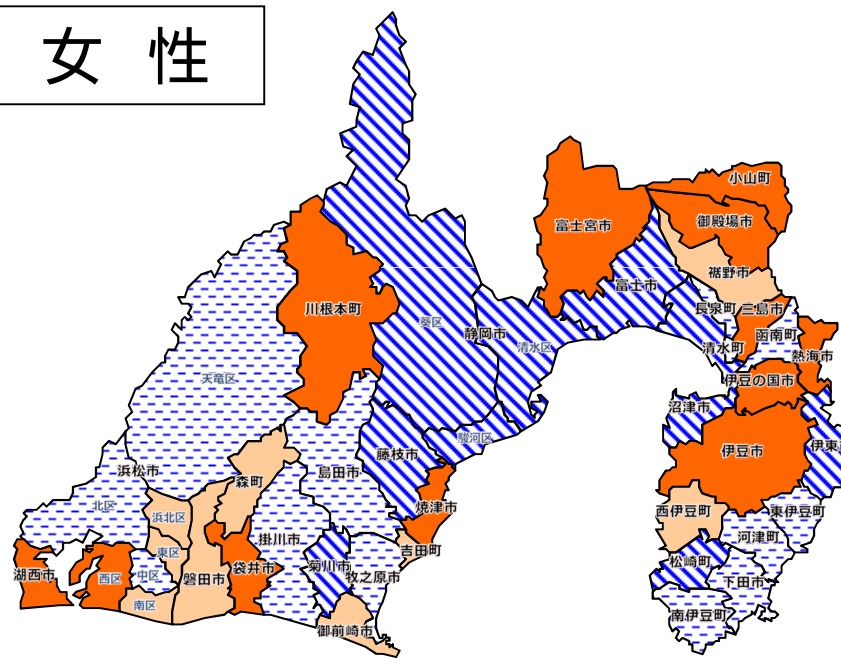 女 性
小山町
御殿場市
富士宮市
裾野市
富士市
長泉町
三島市
川根本町
葵区
静岡市
清水区
函南町
清水町
熱海市
天竜区
伊豆の国市
沼津市
駿河区
伊東
藤枝市
伊豆市
浜松市
島田市
森町
北区
焼津市
西伊豆町
東伊豆町
浜北区
掛川市
河津町
東区
吉田町
松崎町
湖西市
西区
中区
磐田市
袋井市
菊川市
牧之原市
下田市
南区
南伊豆町
御前崎市